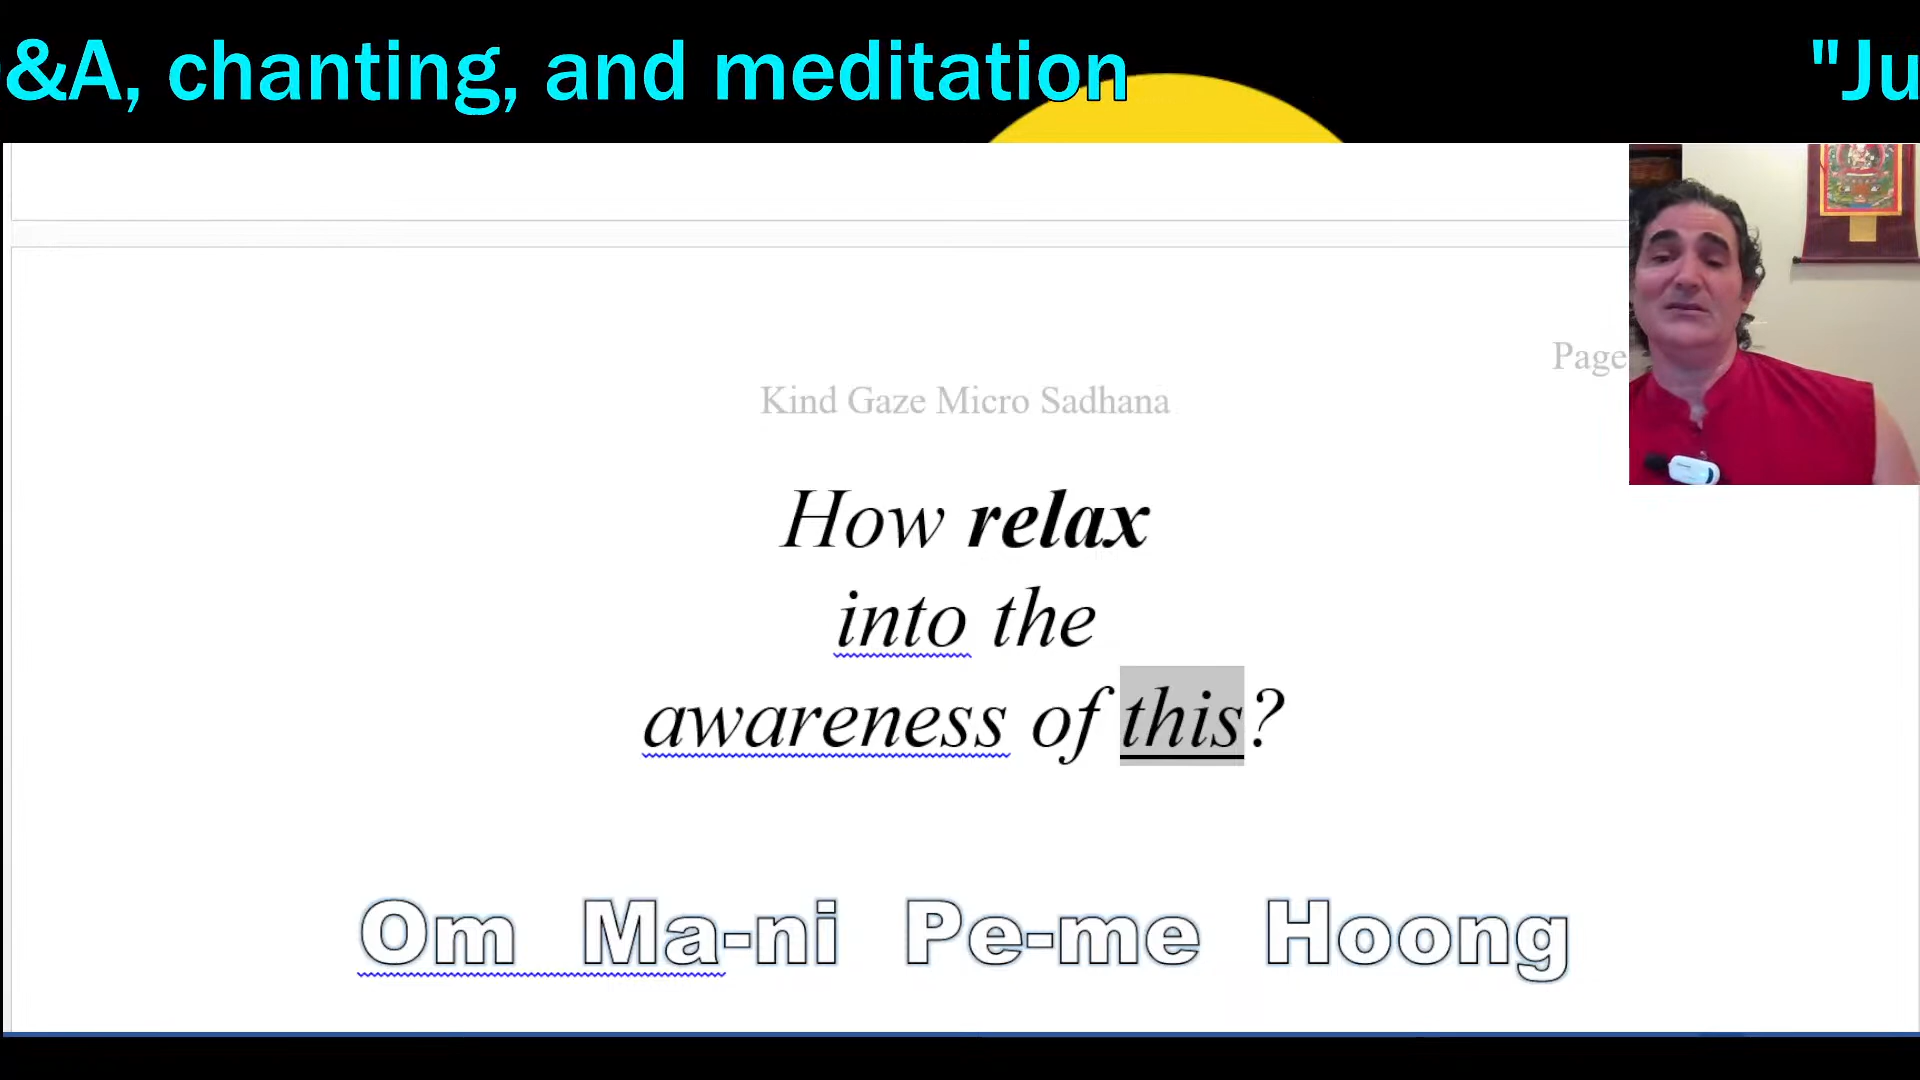 &A, chanting, and meditation "Ju
Page
Kind Gaze Micro Sadhana
How relax
into the
awareness of this?
Om Ma-ni Pe-me Hoong